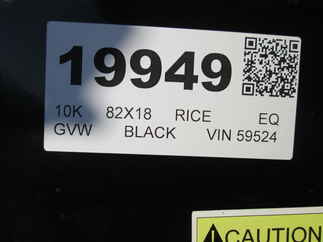 19949
10K 82X18 RICE EQ
GVW BLACK VIN 59524
CAUTION